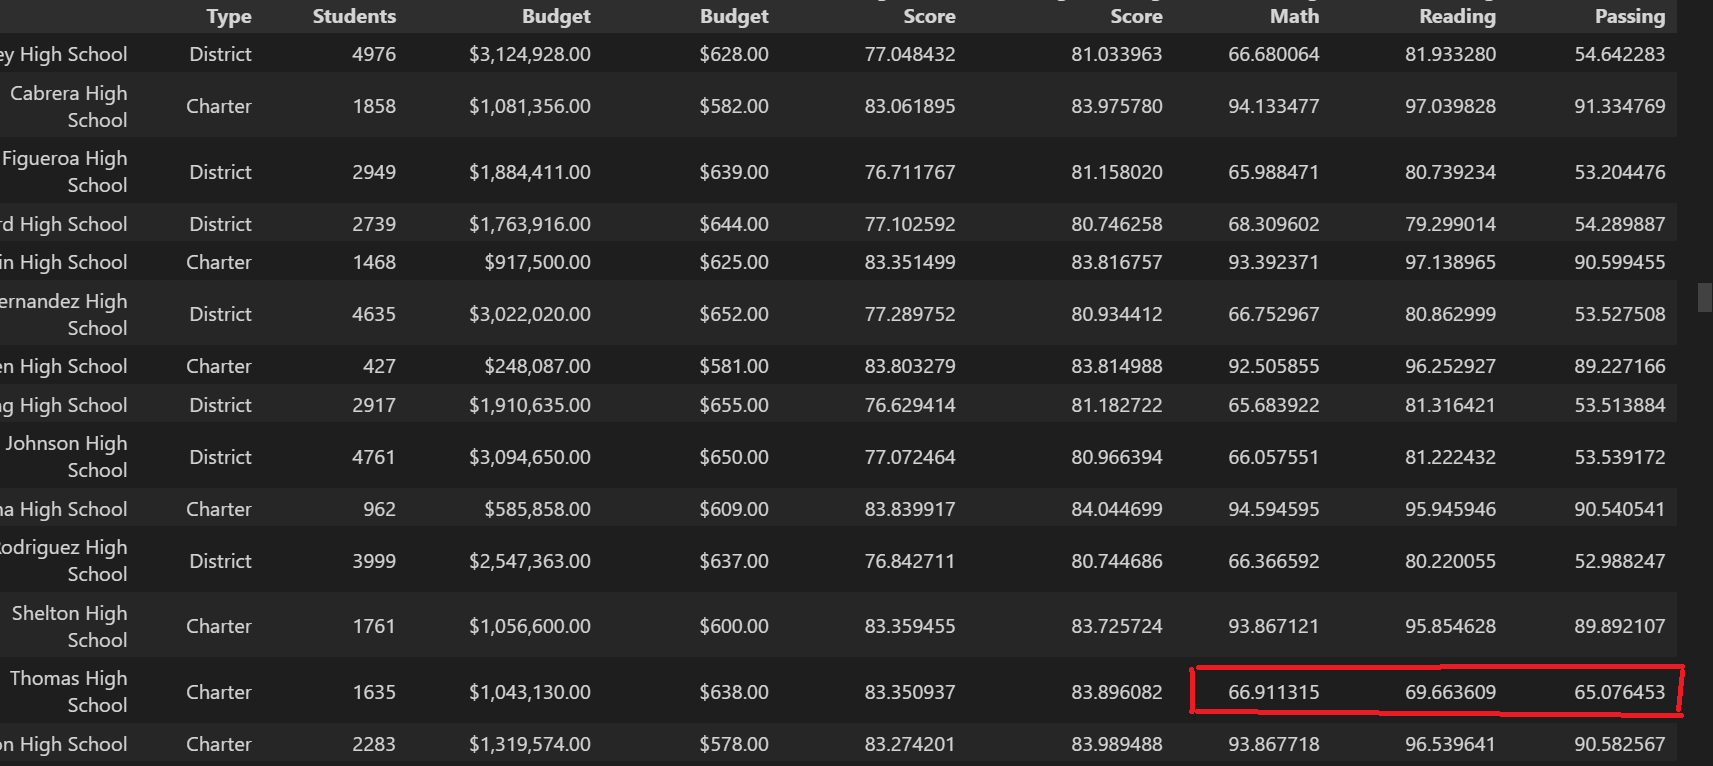 Type Students Budget Budget Score Score Math Reading Passing
High School District 4976 $3,124,928.00 $628.00 77.048432 81.033963 66.680064 81.933280 54.642283
Cabrera High
School Charter 1858 $1,081,356.00 $582.00 83.061895 83.975780 94.133477 97.039828 91.334769
Figueroa High
School District 2949 $1,884,411.00 $639.00 76.711767 81.158020 65.988471 80.739234 53.204476
High School District 2739 $1,763,916.00 $644.00 77.102592 80.746258 68.309602 79.299014 54.289887
High School Charter 1468 $917,500.00 $625.00 83.351499 83.816757 93.392371 97.138965 90.599455
ernandez High
School District 4635 $3,022,020.00 $652.00 77.289752 80.934412 66.752967 80.862999 53.527508
en High School Charter 427 $248,087.00 $581.00 83.803279 83.814988 92.505855 96.252927 89.227166
High School District 2917 $1,910,635.00 $655.00 76.629414 81.182722 65.683922 81.316421 53.513884
Johnson High
School District 4761 $3,094,650.00 $650.00 77.072464 80.966394 66.057551 81.222432 53.539172
High School Charter 962 $585,858.00 $609.00 83.839917 84.044699 94.594595 95.945946 90.540541
odriguez High
School District 3999 $2,547,363.00 $637.00 76.842711 80.744686 66.366592 80.220055 52.988247
Shelton High
School Charter 1761 $1,056,600.00 $600.00 83.359455 83.725724 93.867121 95.854628 89.892107
Thomas High
School Charter 1635 $1,043,130.00 $638.00 83.350937 83.896082 66.911315 69.663609 65.076453
High School Charter 2283 $1,319,574.00 $578.00 83.274201 83.989488 93.867718 96.539641 90.582567